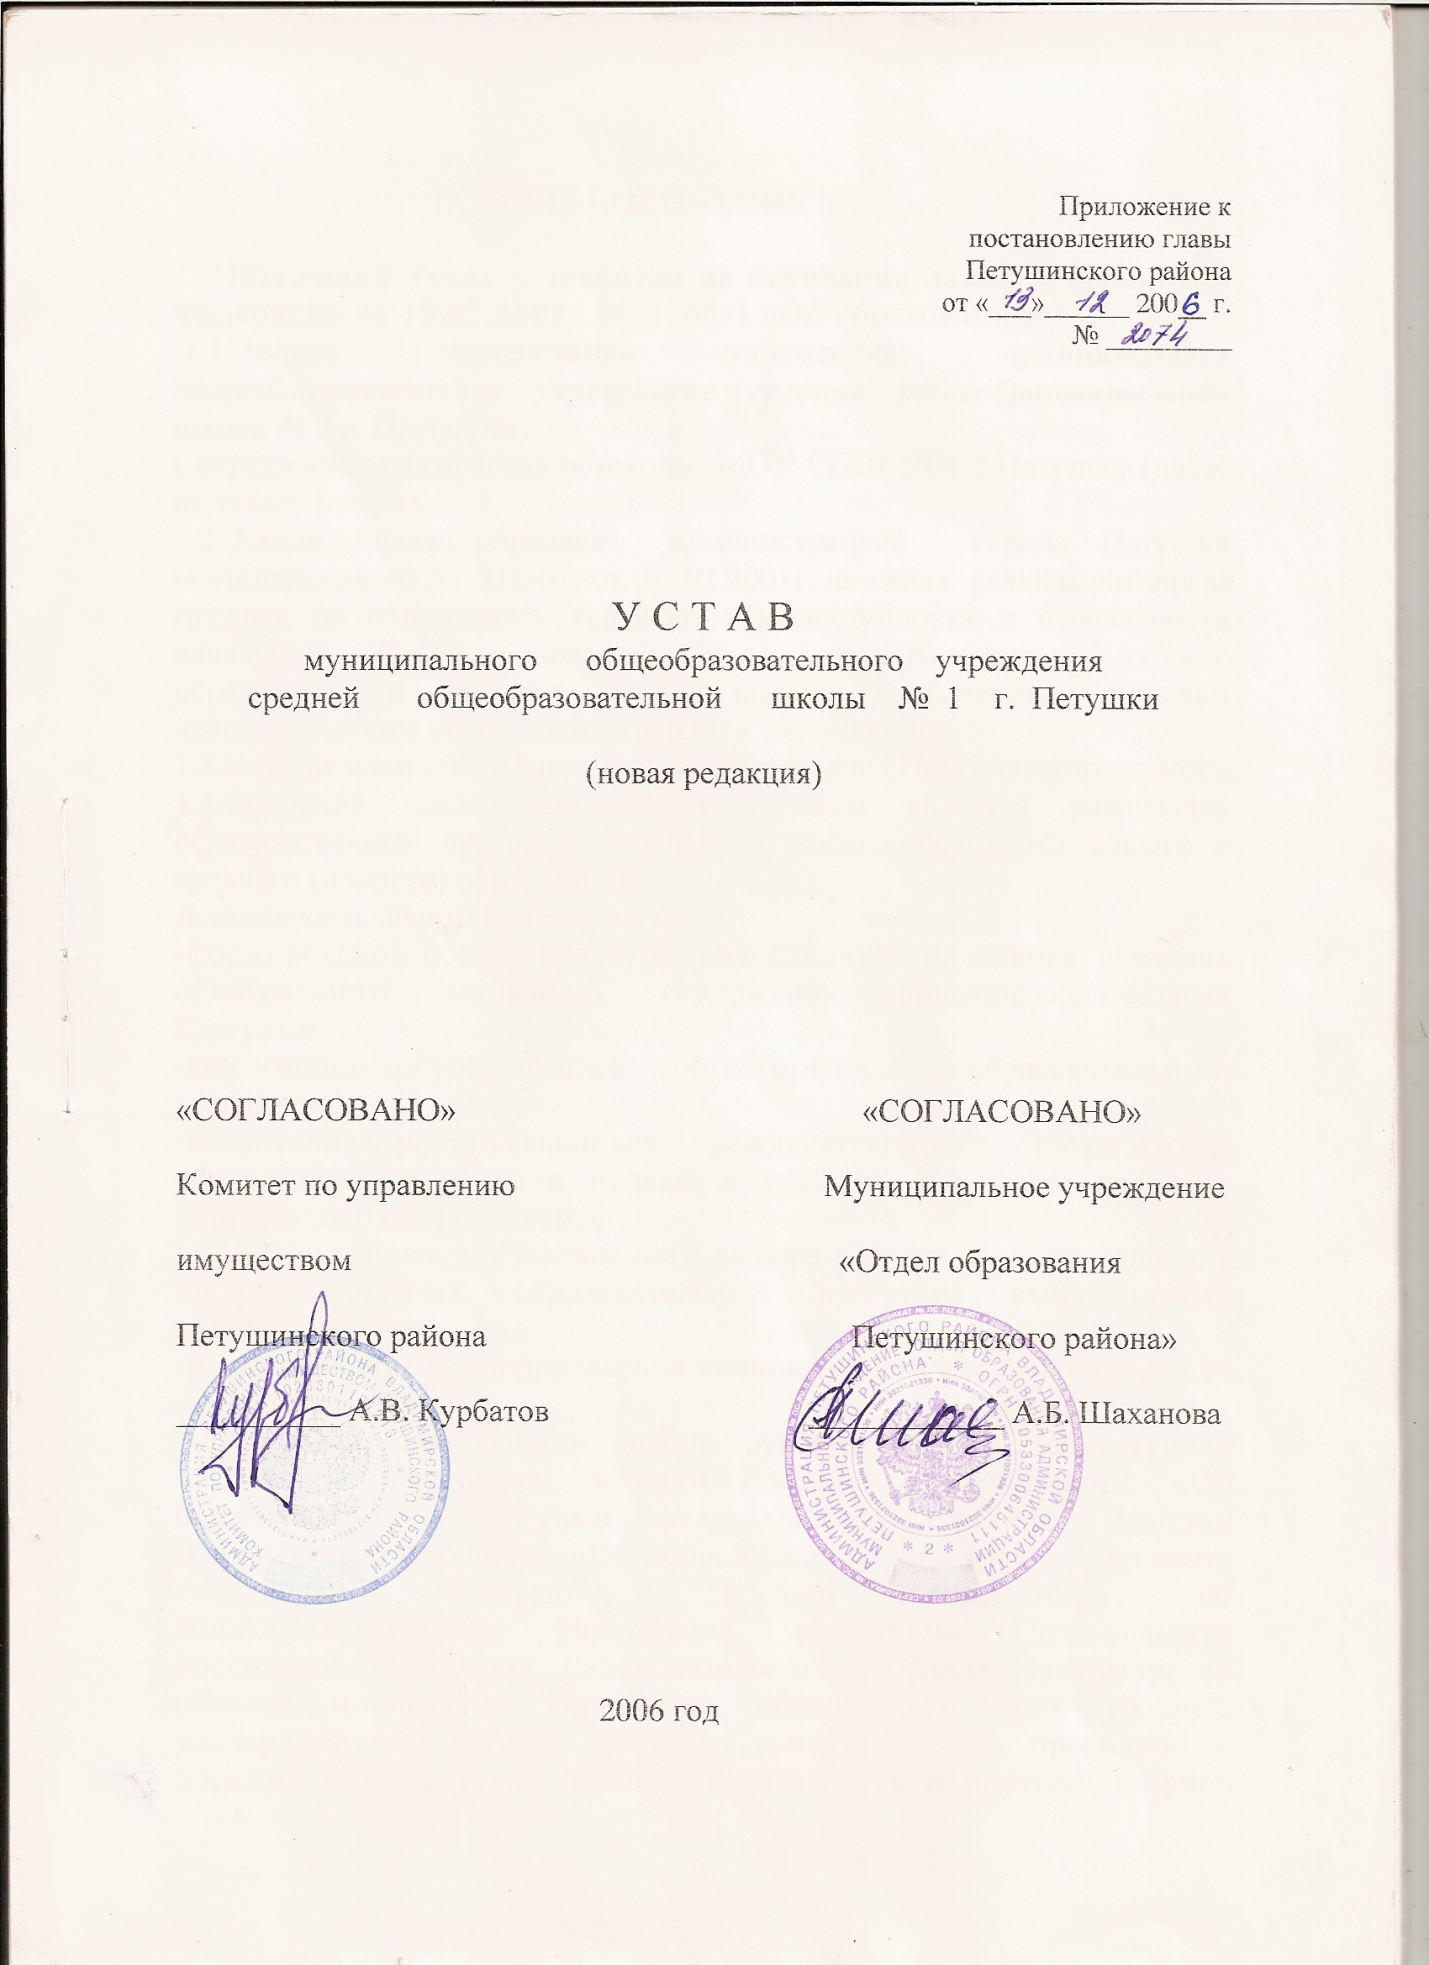 Приложение к
постановлению главы
Петушинского района
от «13» 12 2006 г.
№ 2074
У С Т А В
муниципального общеобразовательного учреждения
средней общеобразовательной школы № 1 г. Петушки
(новая редакция)
«СОГЛАСОВАНО»
Комитет по управлению
имуществом
Петушинского района
А.В. Курбатов
«СОГЛАСОВАНО»
Муниципальное учреждение
«Отдел образования
Петушинского района»
А.Б. Шаханова
2006 год